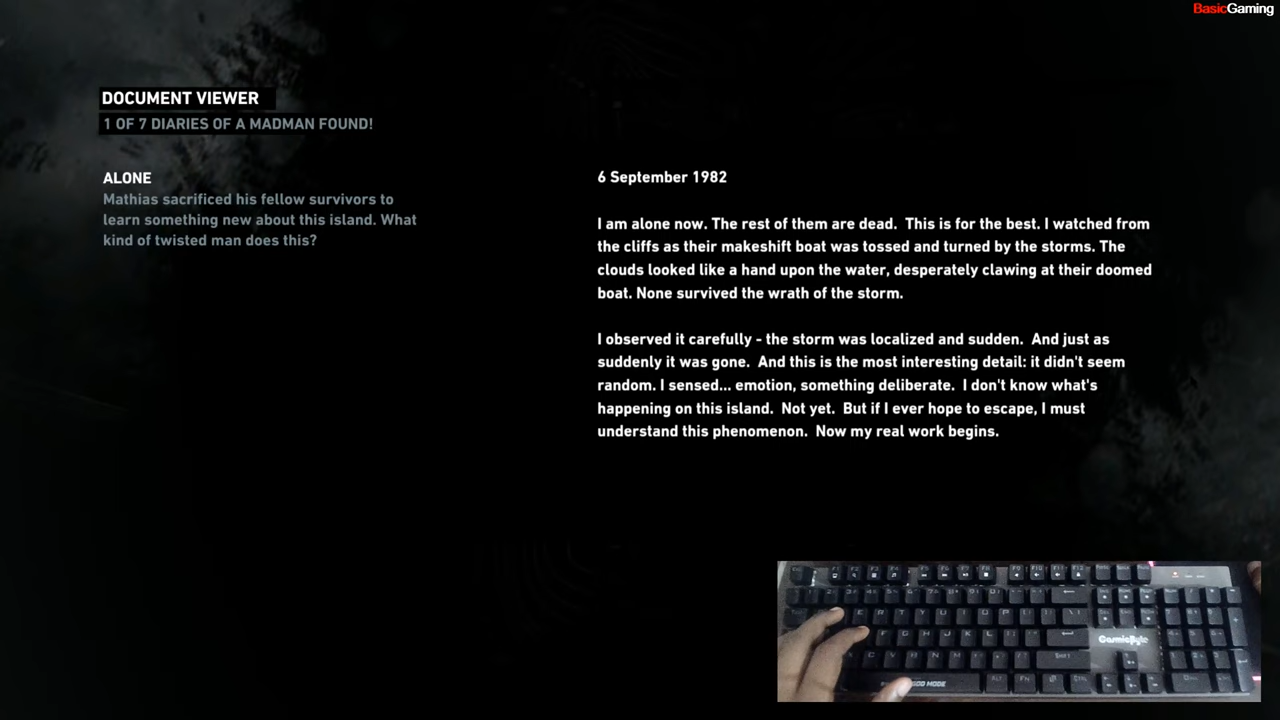 BasicGaming
DOCUMENT VIEWER
1 OF 7 DIARIES OF A MADMAN FOUND!
ALONE
Mathias sacrificed his fellow survivors to
learn something new about this island. What
kind of twisted man does this?
6 September 1982
I am alone now. The rest of them are dead. This is for the best. I watched from
the cliffs as their makeshift boat was tossed and turned by the storms. The
clouds looked like a hand upon the water, desperately clawing at their doomed
boat. None survived the wrath of the storm.
I observed it carefully - the storm was localized and sudden. And just as
suddenly it was gone. And this is the most interesting detail: it didn't seem
random. I sensed... emotion, something deliberate. I don't know what's
happening on this island. Not yet. But if I ever hope to escape, I must
understand this phenomenon. Now my real work begins.
CosmicByte
GOD MODE